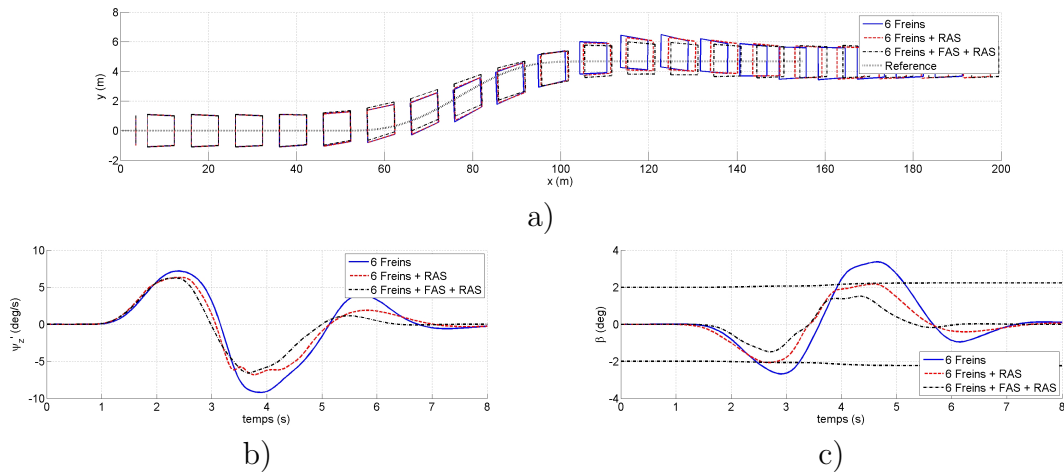 8
6
4
2
0
-2
y (m)
0
20
40
60
80
100
120
140
160
180
200
x (m)
6 Freins
6 Freins + RAS
6 Freins + FAS + RAS
Reference
a)
10
5
0
-5
-10
ψz' (deg/s)
0
1
2
3
4
5
6
7
8
temps (s)
6 Freins
6 Freins + RAS
6 Freins + FAS + RAS
b)
4
2
0
-2
-4
β (deg)
0
1
2
3
4
5
6
7
8
temps (s)
6 Freins
6 Freins + RAS
6 Freins + FAS + RAS
c)